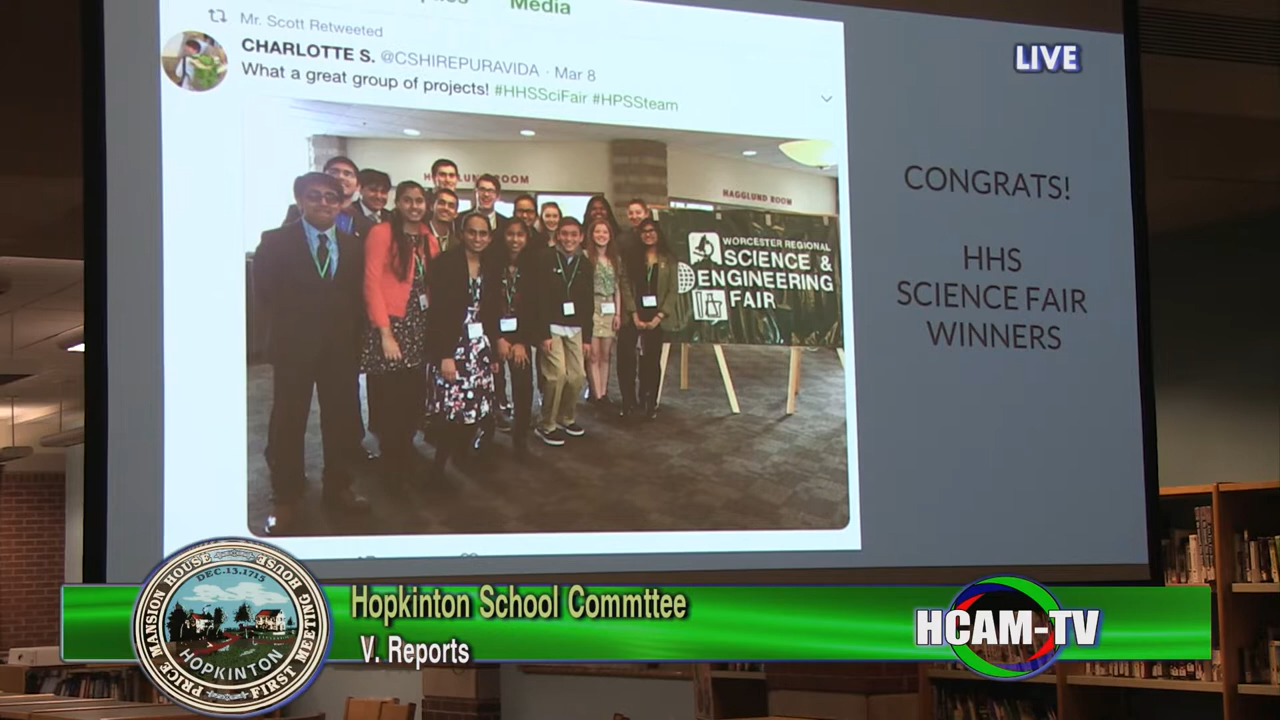 Media
Mr. Scott Retweeted
CHARLOTTE S. @CSHIREPURAVIDA · Mar 8
What a great group of projects! #HHSSciFair #HPSSteam
LIVE
HAGGLUND ROOM
WORCESTER REGIONAL
SCIENCE &
ENGINEERING
FAIR
CONGRATS!
HHS
SCIENCE FAIR
WINNERS
PRICE MANSION HOUSE HOUSE FIRST MEETING
DEC.13.1715
HOPKINTON
Hopkinton School Commttee
V. Reports
HCAM-TV